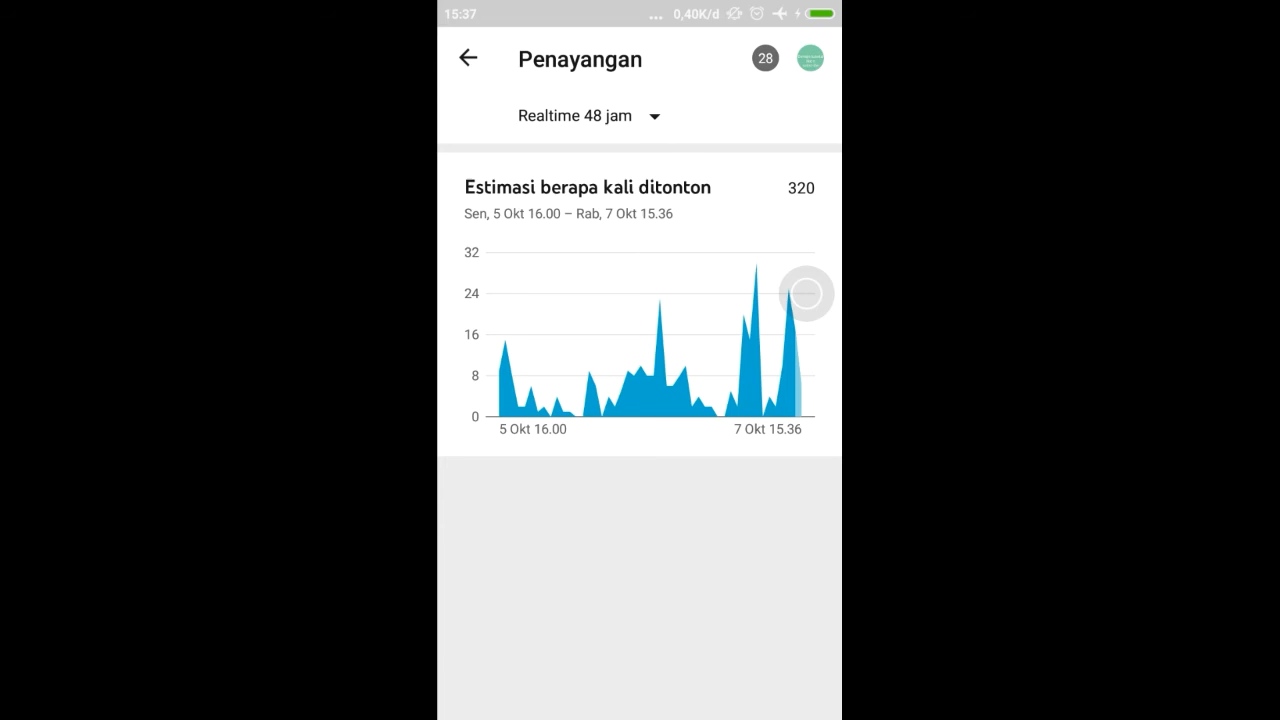 15:37 ... 0,40K/d
Penayangan 28
Realtime 48 jam
Estimasi berapa kali ditonton 320
Sen, 5 Okt 16.00 – Rab, 7 Okt 15.36
32
24
16
8
0
5 Okt 16.00 7 Okt 15.36